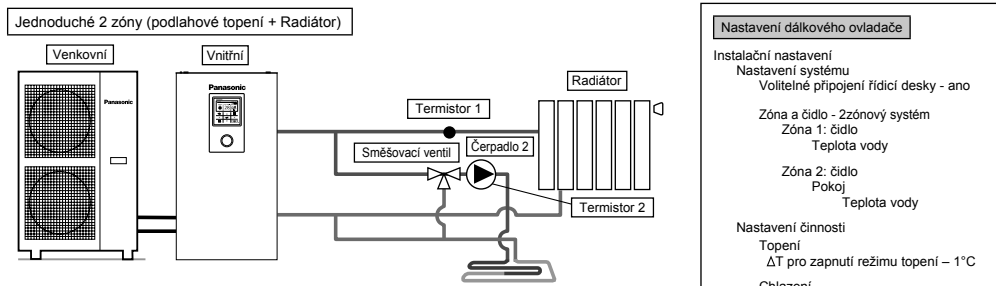 Jednoduché 2 zóny (podlahové topení + Radiátor)
Venkovní
Vnitřní
Panasonic
Panasonic
Radiátor
Termistor 1
Směšovací ventil
Čerpadlo 2
Termistor 2
Nastavení dálkového ovladače
Instalační nastavení
Nastavení systému
Volitelné připojení řídicí desky - ano
Zóna a čidlo - 2zónový systém
Zóna 1: čidlo
Teplota vody
Zóna 2: čidlo
Pokoj
Teplota vody
Nastavení činnosti
Topení
ΔT pro zapnutí režimu topení – 1°C
Chlazení